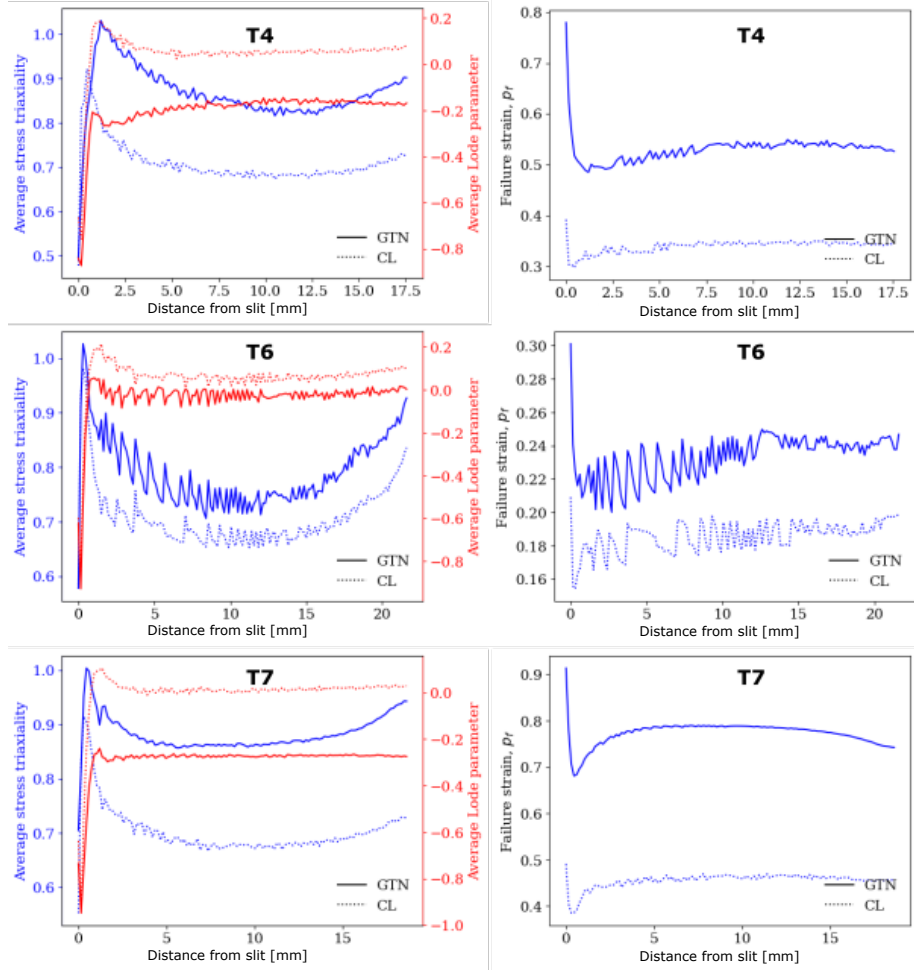 T4
Average stress triaxiality
1.0
0.9
0.8
0.7
0.6
0.5
0.2
0.0
−0.2
−0.4
−0.6
−0.8
Average Lode parameter
GTN
CL
0.0 2.5 5.0 7.5 10.0 12.5 15.0 17.5
Distance from slit [mm]
T4
Failure strain, pf
0.8
0.7
0.6
0.5
0.4
0.3
GTN
CL
0.0 2.5 5.0 7.5 10.0 12.5 15.0 17.5
Distance from slit [mm]
T6
Average stress triaxiality
1.0
0.9
0.8
0.7
0.6
0.2
0.0
−0.2
−0.4
−0.6
−0.8
Average Lode parameter
GTN
CL
0 5 10 15 20
Distance from slit [mm]
T6
Failure strain, pf
0.30
0.28
0.26
0.24
0.22
0.20
0.18
0.16
GTN
CL
0 5 10 15 20
Distance from slit [mm]
T7
Average stress triaxiality
1.0
0.9
0.8
0.7
0.6
0.0
−0.2
−0.4
−0.6
−0.8
−1.0
Average Lode parameter
GTN
CL
0 5 10 15
Distance from slit [mm]
T7
Failure strain, pf
0.9
0.8
0.7
0.6
0.5
0.4
GTN
CL
0 5 10 15
Distance from slit [mm]